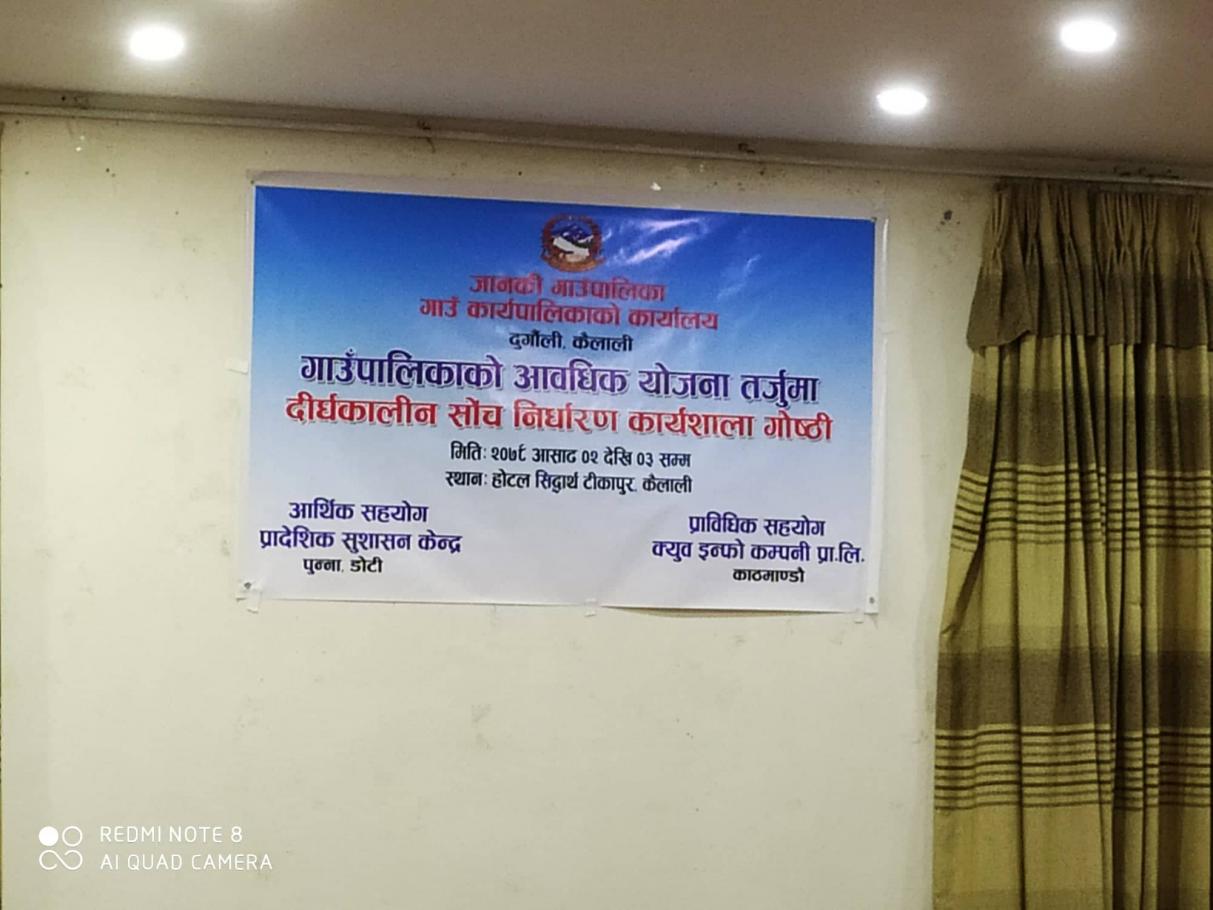 जानकी गाउँपालिका
गाउँ कार्यपालिकाको कार्यालय
दुर्गौली, कैलाली
गाउँपालिकाको आवधिक योजना तर्जुमा
दीर्घकालीन सोंच निर्धारण कार्यशाला गोष्ठी
मिति: २०७९ आसाढ ०२ देखि ०३ सम्म
स्थान: होटल सिद्धार्थ टीकापुर, कैलाली
आर्थिक सहयोग
प्रादेशिक सुशासन केन्द्र
पुन्ना, डोटी
प्राविधिक सहयोग
क्युव इन्फो कम्पनी प्रा.लि.
काठमाण्डौ
REDMI NOTE 8
AI QUAD CAMERA